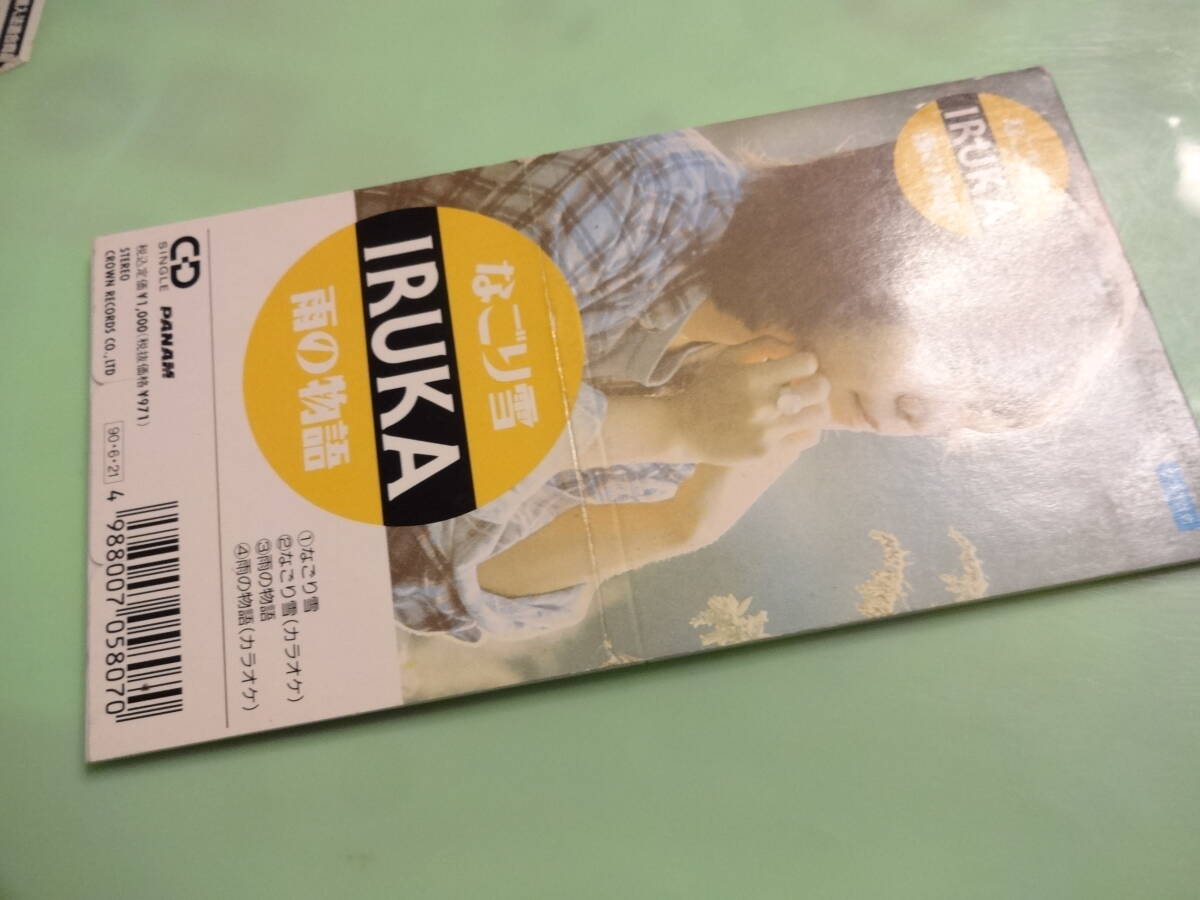 なごり雪
IRUKA
雨の物語
IRUKA
①なごり雪
②なごり雪(カラオケ)
③雨の物語
④雨の物語(カラオケ)
CD
SINGLE PANAM
税込定価¥1,000(税抜価格¥971)
STEREO
CROWN RECORDS CO., LTD
90・6・21
4 988007 058070